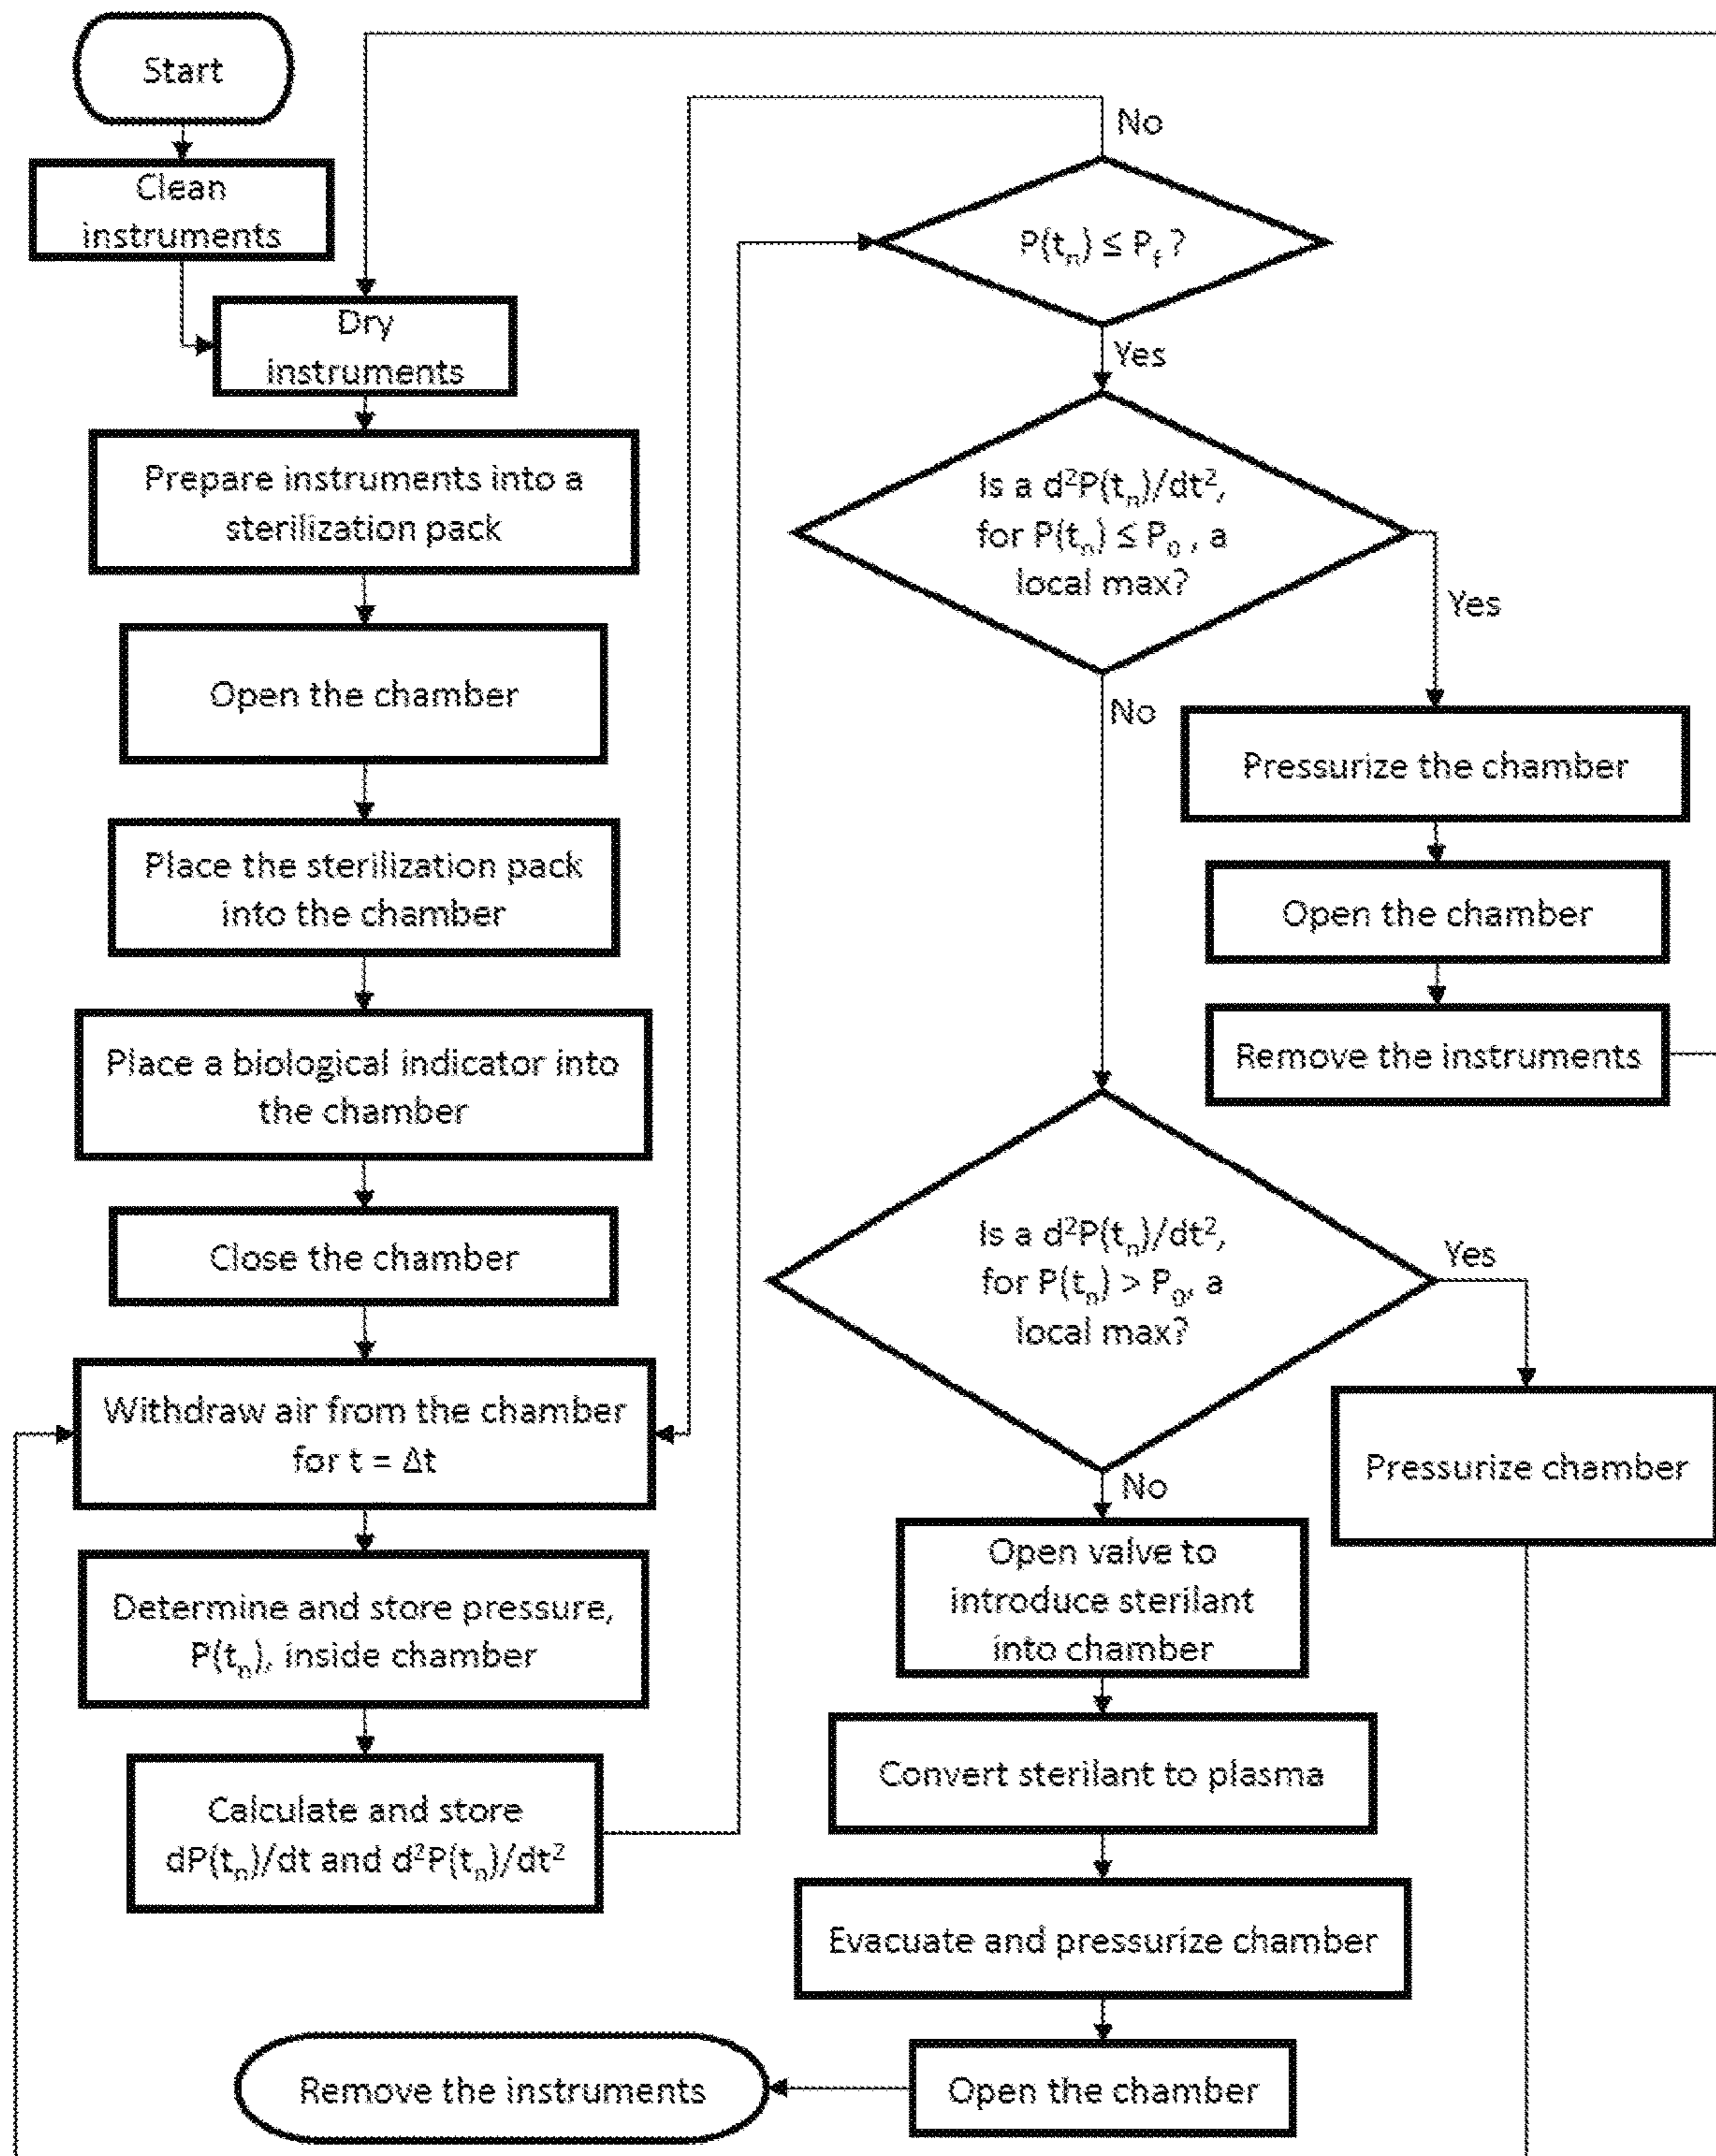 Start
Clean
instruments
Dry
instruments
Prepare instruments into a
sterilization pack
Open the chamber
Place the sterilization pack
into the chamber
Place a biological indicator into
the chamber
Close the chamber
Withdraw air from the chamber
for t = Δt
Determine and store pressure,
P(tₙ), inside chamber
Calculate and store
dP(tₙ)/dt and d²P(tₙ)/dt²
No
P(tₙ) ≤ P_f ?
Yes
Is a d²P(tₙ)/dt²,
for P(tₙ) ≤ P₀ , a
local max?
Yes
No
Pressurize the chamber
Open the chamber
Remove the instruments
Is a d²P(tₙ)/dt²,
for P(tₙ) > P₀, a
local max?
Yes
No
Pressurize chamber
Open valve to
introduce sterilant
into chamber
Convert sterilant to plasma
Evacuate and pressurize chamber
Open the chamber
Remove the instruments